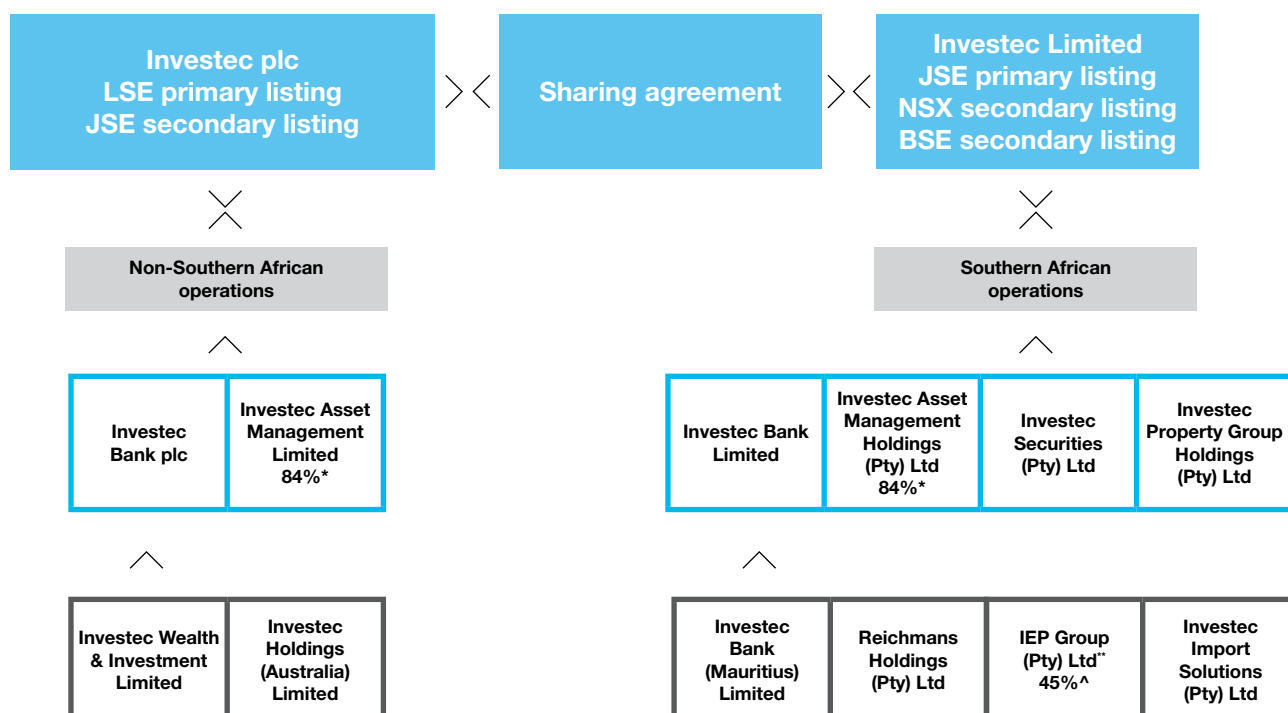 Investec plc
LSE primary listing
JSE secondary listing
Sharing agreement
Investec Limited
JSE primary listing
NSX secondary listing
BSE secondary listing
Non-Southern African
operations
Southern African
operations
Investec
Bank plc
Investec Asset
Management
Limited
84%*
Investec Bank
Limited
Investec Asset
Management
Holdings
(Pty) Ltd
84%*
Investec
Securities
(Pty) Ltd
Investec
Property Group
Holdings
(Pty) Ltd
Investec Wealth
& Investment
Limited
Investec
Holdings
(Australia)
Limited
Investec
Bank
(Mauritius)
Limited
Reichmans
Holdings
(Pty) Ltd
IEP Group
(Pty) Ltd**
45%^
Investec
Import
Solutions
(Pty) Ltd